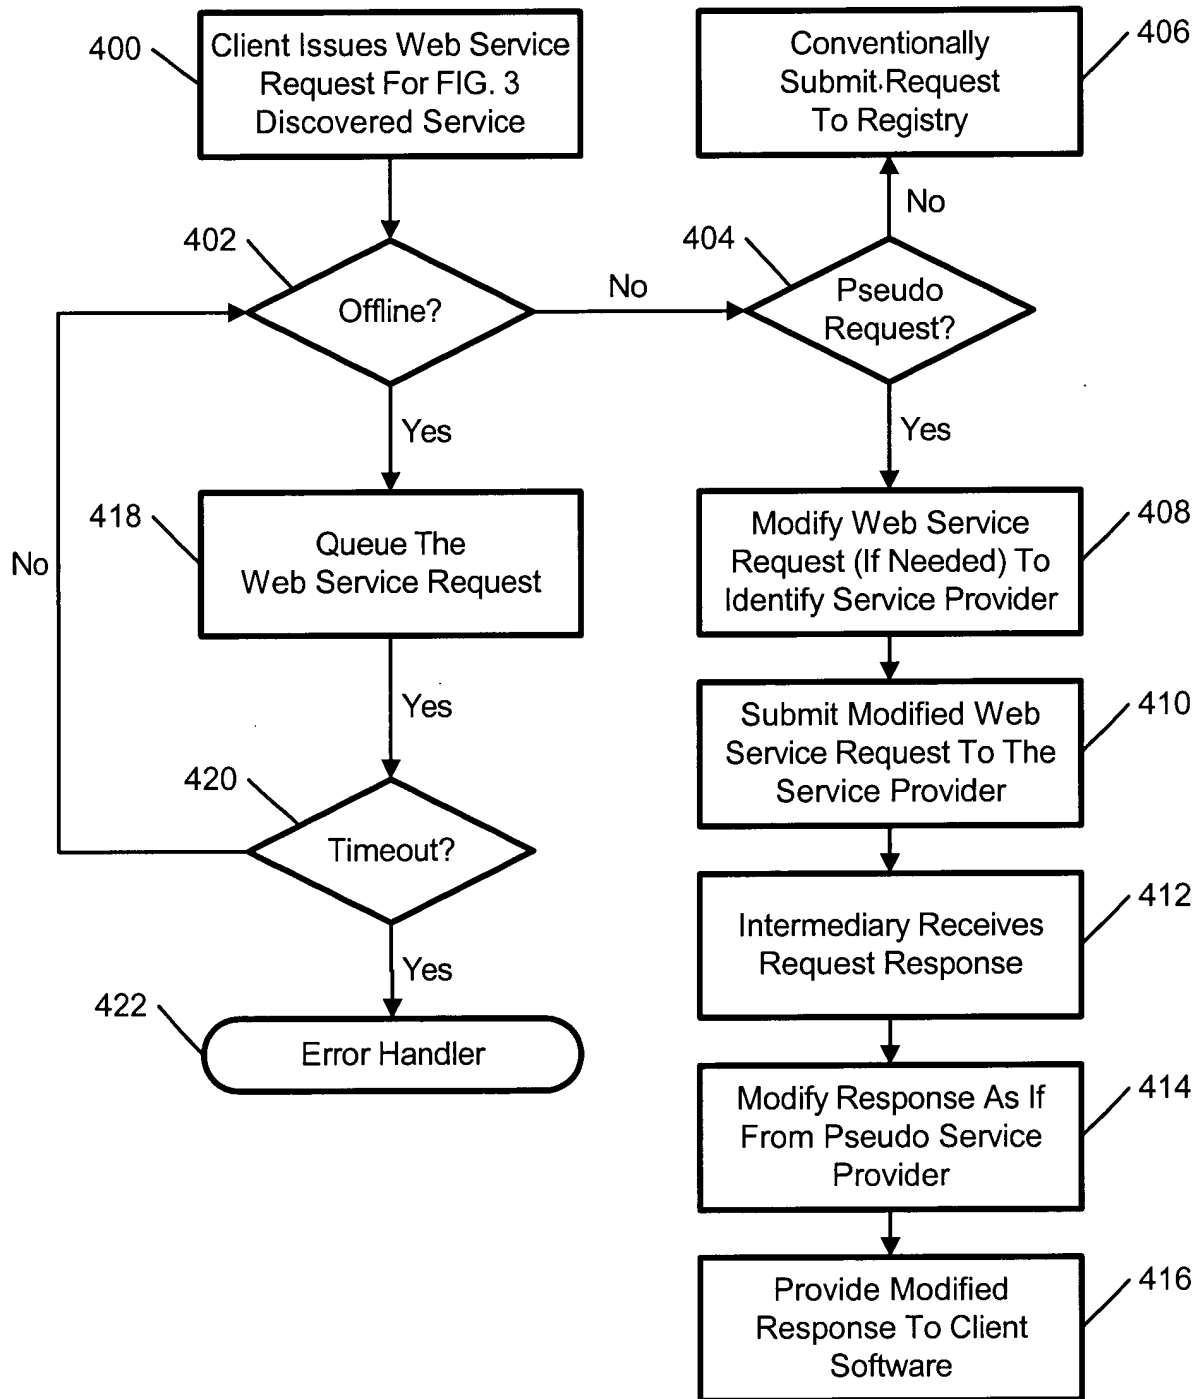 400
Client Issues Web Service
Request For FIG. 3
Discovered Service
Conventionally
Submit Request
To Registry
406
No
402
Offline?
No
404
Pseudo
Request?
Yes
Yes
418
Queue The
Web Service Request
No
Modify Web Service
Request (If Needed) To
Identify Service Provider
408
Yes
Submit Modified Web
Service Request To The
Service Provider
410
420
Timeout?
Intermediary Receives
Request Response
412
Yes
422
Error Handler
Modify Response As If
From Pseudo Service
Provider
414
Provide Modified
Response To Client
Software
416